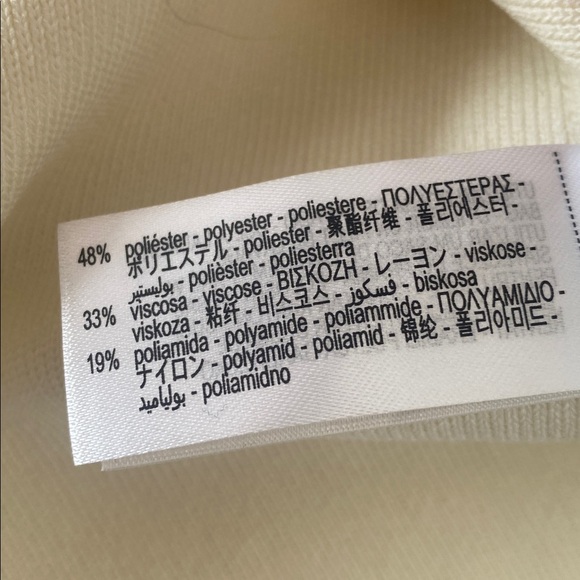 48% poliéster - polyester - poliestere - ΠΟΛΥΕΣΤΕΡΑΣ -
ポリエステル - poliester - 聚酯纤维 - 폴리에스터 -
بوليستير - polièster - poliesterra
33% viscosa - viscose - ΒΙΣΚΟΖΗ - レーヨン - viskose -
viskoza - 粘纤 - 비스코스 - فسكوز - biskosa
19% poliamida - polyamide - poliammide - ΠΟΛΥΑΜΙΔΙΟ -
ナイロン - polyamid - poliamid - 锦纶 - 폴리아미드 -
بولياميد - poliamidno